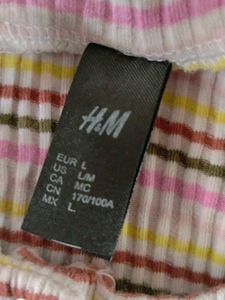 H&M
EUR L
US L/M
CA MC
CN 170/100A
MX L